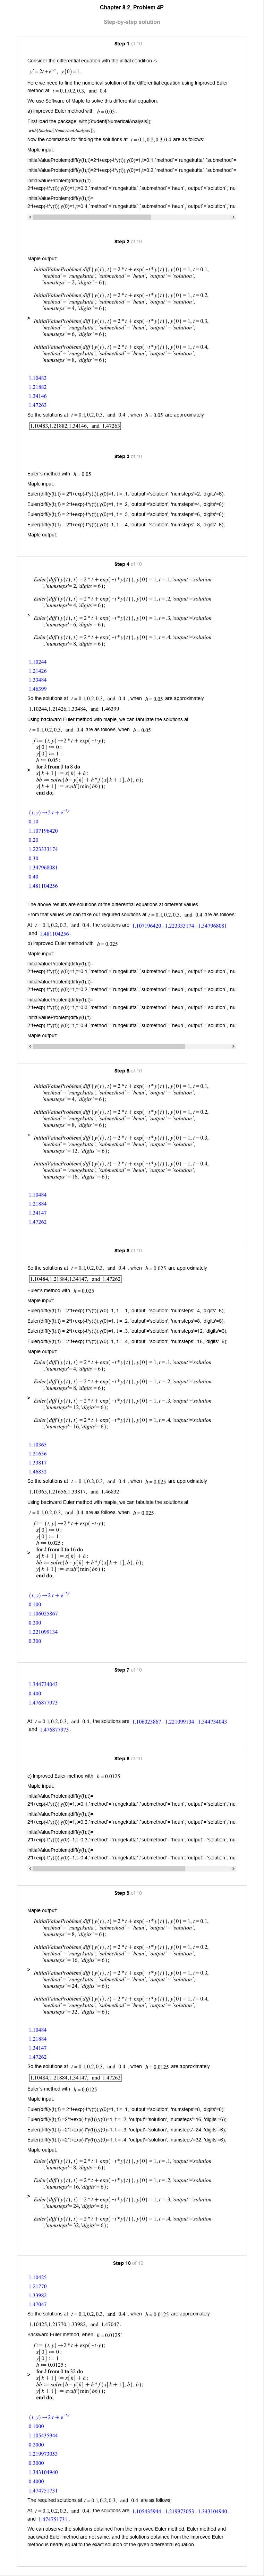 Chapter 8.2, Problem 4P
Step-by-step solution
Step 1 of 10
Consider the differential equation with the initial condition is
y' = 2t + e^{-ty}, y(0) = 1.
Here we need to find the numerical solution of the differential equation using improved Euler
method at t = 0.1,0.2,0.3, and 0.4
We use Software of Maple to solve this differential equation.
a) Improved Euler method with h = 0.05
First load the package, with(Student[NumericalAnalysis]);
with(Student[NumericalAnalysis]);
Now the commands for finding the solutions at t = 0.1,0.2,0.3,0.4 are as follows:
Maple input:
InitialValueProblem(diff(y(t),t)=2*t+exp(-t*y(t)),y(0)=1,t=0.1,'method'='rungekutta','submethod'='
InitialValueProblem(diff(y(t),t)=2*t+exp(-t*y(t)),y(0)=1,t=0.2,'method'='rungekutta','submethod'='
InitialValueProblem(diff(y(t),t)=
2*t+exp(-t*y(t)),y(0)=1,t=0.3,'method'='rungekutta','submethod'='heun','output'='solution','nu
InitialValueProblem(diff(y(t),t)=
2*t+exp(-t*y(t)),y(0)=1,t=0.4,'method'='rungekutta','submethod'='heun','output'='solution','nu
Step 2 of 10
Maple output:
InitialValueProblem(diff(y(t), t) = 2*t + exp(-t*y(t)), y(0) = 1, t = 0.1,
'method' = 'rungekutta', 'submethod' = 'heun', 'output' = 'solution',
'numsteps' = 2, 'digits' = 6);
InitialValueProblem(diff(y(t), t) = 2*t + exp(-t*y(t)), y(0) = 1, t = 0.2,
'method' = 'rungekutta', 'submethod' = 'heun', 'output' = 'solution',
'numsteps' = 4, 'digits' = 6);
> InitialValueProblem(diff(y(t), t) = 2*t + exp(-t*y(t)), y(0) = 1, t = 0.3,
'method' = 'rungekutta', 'submethod' = 'heun', 'output' = 'solution',
'numsteps' = 6, 'digits' = 6);
InitialValueProblem(diff(y(t), t) = 2*t + exp(-t*y(t)), y(0) = 1, t = 0.4,
'method' = 'rungekutta', 'submethod' = 'heun', 'output' = 'solution',
'numsteps' = 8, 'digits' = 6);
1.10483
1.21882
1.34146
1.47263
So the solutions at t = 0.1,0.2,0.3, and 0.4 , when h = 0.05 are approximately
1.10483,1.21882,1.34146, and 1.47263
Step 3 of 10
Euler's method with h = 0.05
Maple input:
Euler(diff(y(t),t) = 2*t+exp(-t*y(t)),y(0)=1, t = .1, 'output'='solution', 'numsteps'=2, 'digits'=6);
Euler(diff(y(t),t) = 2*t+exp(-t*y(t)),y(0)=1, t = .2, 'output'='solution', 'numsteps'=4, 'digits'=6);
Euler(diff(y(t),t) = 2*t+exp(-t*y(t)),y(0)=1, t = .3, 'output'='solution', 'numsteps'=6, 'digits'=6);
Euler(diff(y(t),t) = 2*t+exp(-t*y(t)),y(0)=1, t = .4, 'output'='solution', 'numsteps'=8, 'digits'=6);
Maple output:
Step 4 of 10
Euler(diff(y(t), t) = 2*t + exp(-t*y(t)), y(0) = 1, t = .1, 'output'='solution
', 'numsteps'= 2, 'digits'= 6);
Euler(diff(y(t), t) = 2*t + exp(-t*y(t)), y(0) = 1, t = .2, 'output'='solution
', 'numsteps'= 4, 'digits'= 6);
> Euler(diff(y(t), t) = 2*t + exp(-t*y(t)), y(0) = 1, t = .3, 'output'='solution
', 'numsteps'= 6, 'digits'= 6);
Euler(diff(y(t), t) = 2*t + exp(-t*y(t)), y(0) = 1, t = .4, 'output'='solution
', 'numsteps'= 8, 'digits'= 6);
1.10244
1.21426
1.33484
1.46399
So the solutions at t = 0.1,0.2,0.3, and 0.4 , when h = 0.05 are approximately
1.10244,1.21426,1.33484, and 1.46399
Using backward Euler method with maple, we can tabulate the solutions at
t = 0.1,0.2,0.3, and 0.4 are as follows, when h = 0.05 .
f := (t, y) → 2*t + exp(-t·y);
x[0] := 0 :
y[0] := 1 :
h := 0.05 :
for k from 0 to 8 do
> x[k + 1] := x[k] + h :
bb := solve(b = y[k] + h*f(x[k + 1], b), b);
y[k + 1] := evalf(min(bb));
end do;
(t, y) → 2 t + e^{-t y}
0.10
1.107196420
0.20
1.223333174
0.30
1.347968081
0.40
1.481104256
The above results are solutions of the differential equations at different values.
From that values we can take our required solutions at t = 0.1,0.2,0.3, and 0.4 are as follows:
At t = 0.1,0.2,0.3, and 0.4 , the solutions are 1.107196420 , 1.223333174 , 1.347968081
,and 1.481104256 .
b) Improved Euler method with h = 0.025
Maple input:
InitialValueProblem(diff(y(t),t)=
2*t+exp(-t*y(t)),y(0)=1,t=0.1,'method'='rungekutta','submethod'='heun','output'='solution','nu
InitialValueProblem(diff(y(t),t)=
2*t+exp(-t*y(t)),y(0)=1,t=0.2,'method'='rungekutta','submethod'='heun','output'='solution','nu
InitialValueProblem(diff(y(t),t)=
2*t+exp(-t*y(t)),y(0)=1,t=0.3,'method'='rungekutta','submethod'='heun','output'='solution','nu
InitialValueProblem(diff(y(t),t)=
2*t+exp(-t*y(t)),y(0)=1,t=0.4,'method'='rungekutta','submethod'='heun','output'='solution','nu
Maple output:
Step 5 of 10
InitialValueProblem(diff(y(t), t) = 2*t + exp(-t*y(t)), y(0) = 1, t = 0.1,
'method' = 'rungekutta', 'submethod' = 'heun', 'output' = 'solution',
'numsteps' = 4, 'digits' = 6);
InitialValueProblem(diff(y(t), t) = 2*t + exp(-t*y(t)), y(0) = 1, t = 0.2,
'method' = 'rungekutta', 'submethod' = 'heun', 'output' = 'solution',
'numsteps' = 8, 'digits' = 6);
> InitialValueProblem(diff(y(t), t) = 2*t + exp(-t*y(t)), y(0) = 1, t = 0.3,
'method' = 'rungekutta', 'submethod' = 'heun', 'output' = 'solution',
'numsteps' = 12, 'digits' = 6);
InitialValueProblem(diff(y(t), t) = 2*t + exp(-t*y(t)), y(0) = 1, t = 0.4,
'method' = 'rungekutta', 'submethod' = 'heun', 'output' = 'solution',
'numsteps' = 16, 'digits' = 6);
1.10484
1.21884
1.34147
1.47262
Step 6 of 10
So the solutions at t = 0.1,0.2,0.3, and 0.4 , when h = 0.025 are approximately
1.10484,1.21884,1.34147, and 1.47262
Euler's method with h = 0.025
Maple input:
Euler(diff(y(t),t) = 2*t+exp(-t*y(t)),y(0)=1, t = .1, 'output'='solution', 'numsteps'=4, 'digits'=6);
Euler(diff(y(t),t) = 2*t+exp(-t*y(t)),y(0)=1, t = .2, 'output'='solution', 'numsteps'=8, 'digits'=6);
Euler(diff(y(t),t) = 2*t+exp(-t*y(t)),y(0)=1, t = .3, 'output'='solution', 'numsteps'=12, 'digits'=6);
Euler(diff(y(t),t) = 2*t+exp(-t*y(t)),y(0)=1, t = .4, 'output'='solution', 'numsteps'=16, 'digits'=6);
Maple output:
Euler(diff(y(t), t) = 2*t + exp(-t*y(t)), y(0) = 1, t = .1, 'output'='solution
', 'numsteps'= 4, 'digits'= 6);
Euler(diff(y(t), t) = 2*t + exp(-t*y(t)), y(0) = 1, t = .2, 'output'='solution
', 'numsteps'= 8, 'digits'= 6);
> Euler(diff(y(t), t) = 2*t + exp(-t*y(t)), y(0) = 1, t = .3, 'output'='solution
', 'numsteps'= 12, 'digits'= 6);
Euler(diff(y(t), t) = 2*t + exp(-t*y(t)), y(0) = 1, t = .4, 'output'='solution
', 'numsteps'= 16, 'digits'= 6);
1.10365
1.21656
1.33817
1.46832
So the solutions at t = 0.1,0.2,0.3, and 0.4 , when h = 0.025 are approximately
1.10365,1.21656,1.33817, and 1.46832 .
Using backward Euler method with maple, we can tabulate the solutions at
t = 0.1,0.2,0.3, and 0.4 are as follows, when h = 0.025 .
f := (t, y) → 2*t + exp(-t·y);
x[0] := 0 :
y[0] := 1 :
h := 0.025 :
for k from 0 to 16 do
> x[k + 1] := x[k] + h :
bb := solve(b = y[k] + h*f(x[k + 1], b), b);
y[k + 1] := evalf(min(bb));
end do;
(t, y) → 2 t + e^{-t y}
0.100
1.106025867
0.200
1.221099134
0.300
Step 7 of 10
1.344734043
0.400
1.476877973
At t = 0.1,0.2,0.3, and 0.4 , the solutions are 1.106025867 , 1.221099134 , 1.344734043
,and 1.476877973 .
Step 8 of 10
c) Improved Euler method with h = 0.0125
Maple input:
InitialValueProblem(diff(y(t),t)=
2*t+exp(-t*y(t)),y(0)=1,t=0.1,'method'='rungekutta','submethod'='heun','output'='solution','nu
InitialValueProblem(diff(y(t),t)=
2*t+exp(-t*y(t)),y(0)=1,t=0.2,'method'='rungekutta','submethod'='heun','output'='solution','nu
InitialValueProblem(diff(y(t),t)=
2*t+exp(-t*y(t)),y(0)=1,t=0.3,'method'='rungekutta','submethod'='heun','output'='solution','nu
InitialValueProblem(diff(y(t),t)=
2*t+exp(-t*y(t)),y(0)=1,t=0.4,'method'='rungekutta','submethod'='heun','output'='solution','nu
Step 9 of 10
Maple output:
InitialValueProblem(diff(y(t), t) = 2*t + exp(-t*y(t)), y(0) = 1, t = 0.1,
'method' = 'rungekutta', 'submethod' = 'heun', 'output' = 'solution',
'numsteps' = 8, 'digits' = 6);
InitialValueProblem(diff(y(t), t) = 2*t + exp(-t*y(t)), y(0) = 1, t = 0.2,
'method' = 'rungekutta', 'submethod' = 'heun', 'output' = 'solution',
'numsteps' = 16, 'digits' = 6);
> InitialValueProblem(diff(y(t), t) = 2*t + exp(-t*y(t)), y(0) = 1, t = 0.3,
'method' = 'rungekutta', 'submethod' = 'heun', 'output' = 'solution',
'numsteps' = 24, 'digits' = 6);
InitialValueProblem(diff(y(t), t) = 2*t + exp(-t*y(t)), y(0) = 1, t = 0.4,
'method' = 'rungekutta', 'submethod' = 'heun', 'output' = 'solution',
'numsteps' = 32, 'digits' = 6);
1.10484
1.21884
1.34147
1.47262
So the solutions at t = 0.1,0.2,0.3, and 0.4 , when h = 0.0125 are approximately
1.10484,1.21884,1.34147, and 1.47262
Euler's method with h = 0.0125
Maple input:
Euler(diff(y(t),t) = 2*t+exp(-t*y(t)),y(0)=1, t = .1, 'output'='solution', 'numsteps'=8, 'digits'=6);
Euler(diff(y(t),t) =2*t+exp(-t*y(t)),y(0)=1, t = .2, 'output'='solution', 'numsteps'=16, 'digits'=6);
Euler(diff(y(t),t) =2*t+exp(-t*y(t)),y(0)=1, t = .3, 'output'='solution', 'numsteps'=24, 'digits'=6);
Euler(diff(y(t),t) =2*t+exp(-t*y(t)),y(0)=1, t = .4, 'output'='solution', 'numsteps'=32, 'digits'=6);
Maple output:
Euler(diff(y(t), t) = 2*t + exp(-t*y(t)), y(0) = 1, t = .1, 'output'='solution
', 'numsteps'= 8, 'digits'= 6);
Euler(diff(y(t), t) = 2*t + exp(-t*y(t)), y(0) = 1, t = .2, 'output'='solution
', 'numsteps'= 16, 'digits'= 6);
> Euler(diff(y(t), t) = 2*t + exp(-t*y(t)), y(0) = 1, t = .3, 'output'='solution
', 'numsteps'= 24, 'digits'= 6);
Euler(diff(y(t), t) = 2*t + exp(-t*y(t)), y(0) = 1, t = .4, 'output'='solution
', 'numsteps'= 32, 'digits'= 6);
Step 10 of 10
1.10425
1.21770
1.33982
1.47047
So the solutions at t = 0.1,0.2,0.3, and 0.4 , when h = 0.0125 are approximately
1.10425,1.21770,1.33982, and 1.47047 .
Backward Euler method, when h = 0.0125 :
f := (t, y) → 2*t + exp(-t·y);
x[0] := 0 :
y[0] := 1 :
h := 0.0125 :
for k from 0 to 32 do
> x[k + 1] := x[k] + h :
bb := solve(b = y[k] + h*f(x[k + 1], b), b);
y[k + 1] := evalf(min(bb));
end do;
(t, y) → 2 t + e^{-t y}
0.1000
1.105435944
0.2000
1.219973053
0.3000
1.343104940
0.4000
1.474751731
The required solutions at t = 0.1,0.2,0.3, and 0.4 are as follows:
At t = 0.1,0.2,0.3, and 0.4 , the solutions are 1.105435944 , 1.219973053 , 1.343104940 ,
and 1.474751731
We can observe the solutions obtained from the Improved Euler method, Euler method and
backward Euler method are not same, and the solutions obtained from the Improved Euler
method is nearly equal to the exact solution of the given differential equation.